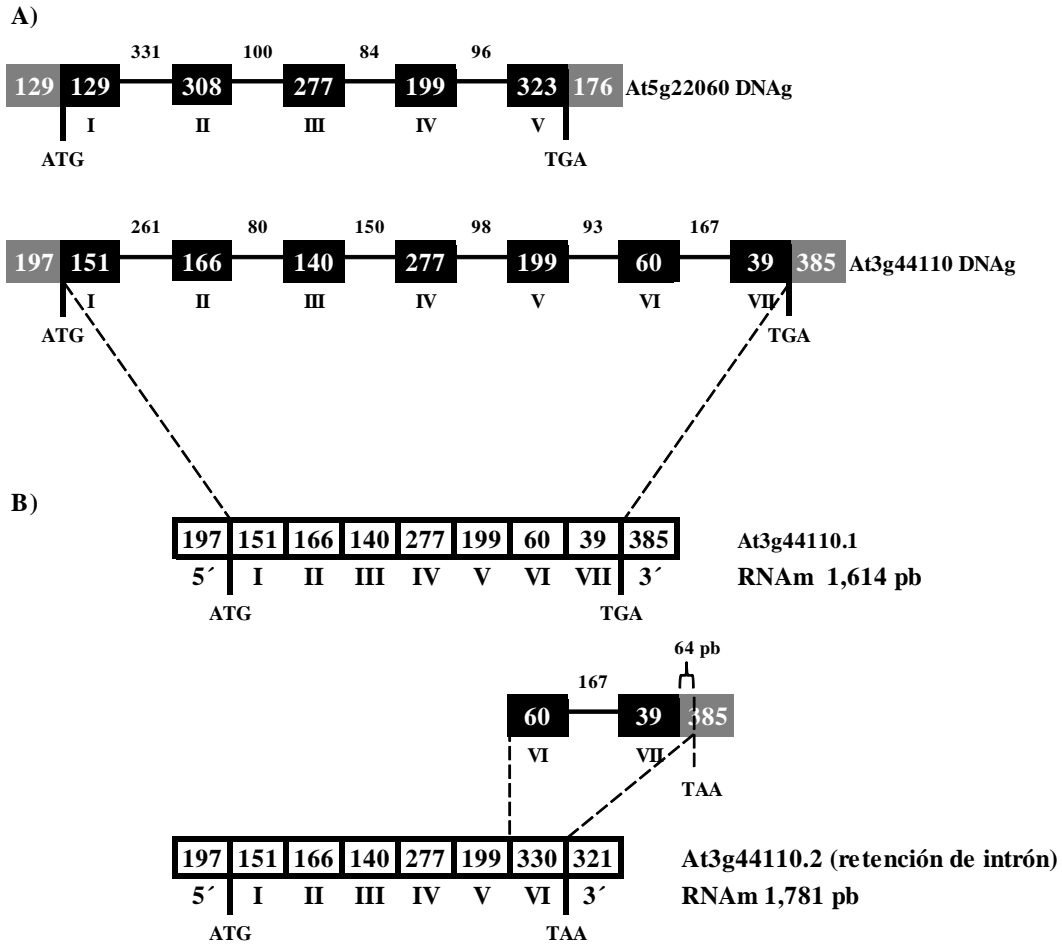 A)
331 100 84 96
129 129 308 277 199 323 176 At5g22060 DNAg
I II III IV V
ATG TGA
261 80 150 98 93 167
197 151 166 140 277 199 60 39 385 At3g44110 DNAg
I II III IV V VI VII
ATG TGA
B)
197 151 166 140 277 199 60 39 385 At3g44110.1
5´ I II III IV V VI VII 3´ RNAm 1,614 pb
ATG TGA
64 pb
167
60 39 385
VI VII
TAA
197 151 166 140 277 199 330 321 At3g44110.2 (retención de intrón)
5´ I II III IV V VI 3´ RNAm 1,781 pb
ATG TAA